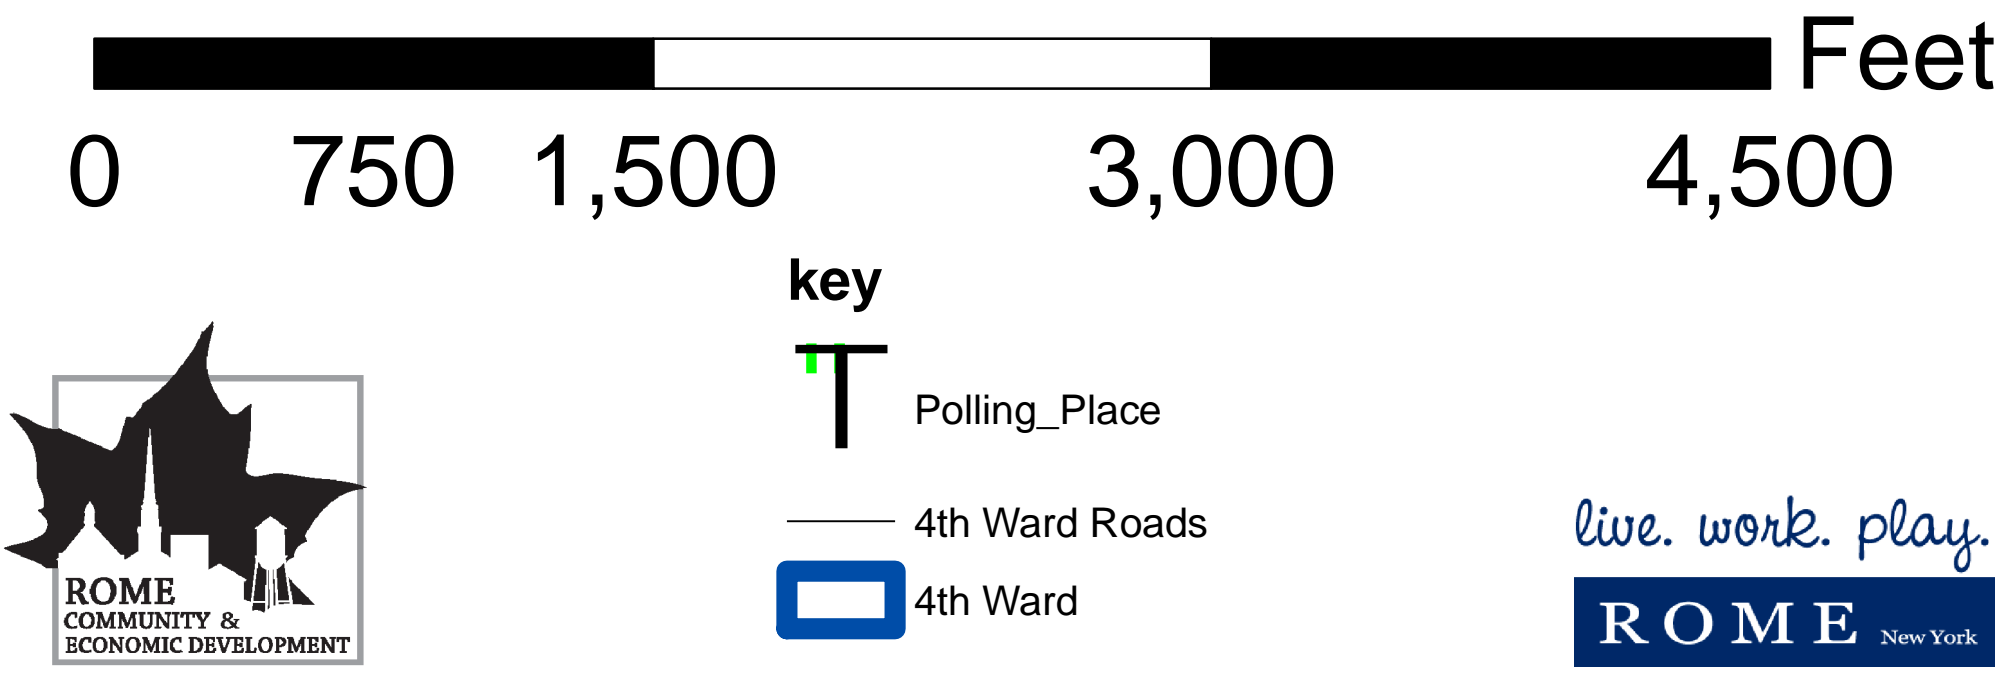 Feet
0 750 1,500 3,000 4,500
key
Polling_Place
4th Ward Roads
4th Ward
ROME
COMMUNITY &
ECONOMIC DEVELOPMENT
live. work. play.
ROME New York